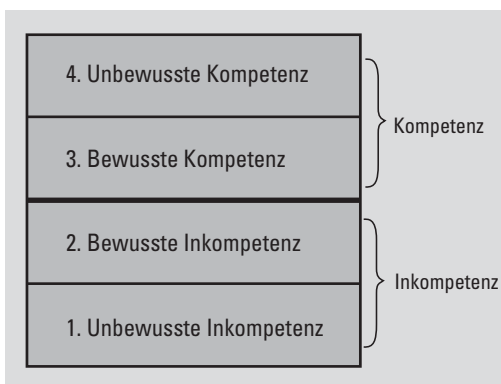 4. Unbewusste Kompetenz
3. Bewusste Kompetenz
Kompetenz
2. Bewusste Inkompetenz
1. Unbewusste Inkompetenz
Inkompetenz